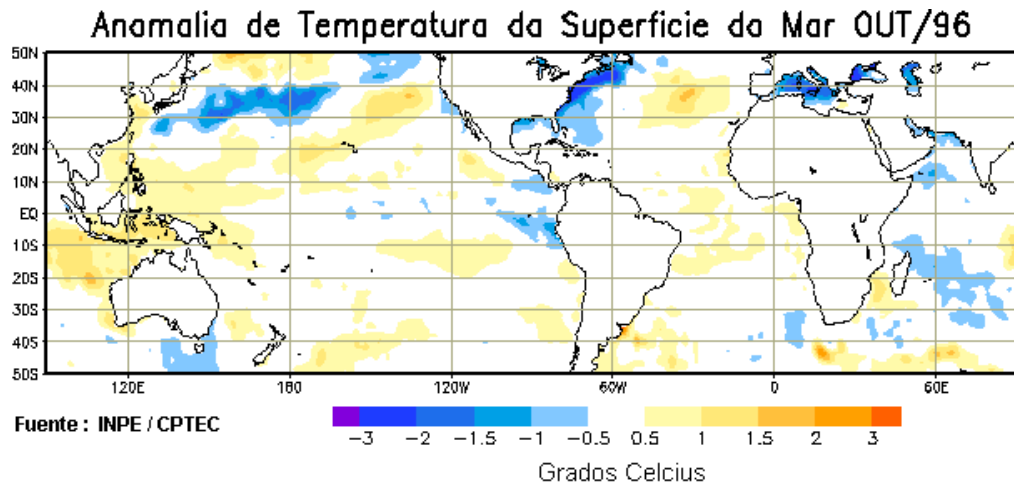 Anomalia de Temperatura da Superficie do Mar OUT/96
50N
40N
30N
20N
10N
EQ
10S
20S
30S
40S
50S
120E 180 120W 60W 0 60E
Fuente : INPE / CPTEC
−3 −2 −1.5 −1 −0.5 0.5 1 1.5 2 3
Grados Celcius